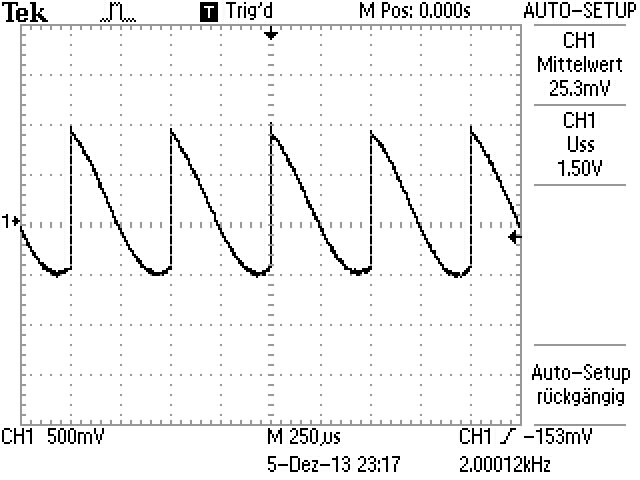 Tek T Trig'd M Pos: 0.000s AUTO-SETUP
CH1
Mittelwert
25.3mV
CH1
Uss
1.50V
1
Auto-Setup
rückgängig
CH1 500mV M 250µs CH1 -153mV
5-Dez-13 23:17 2.00012kHz